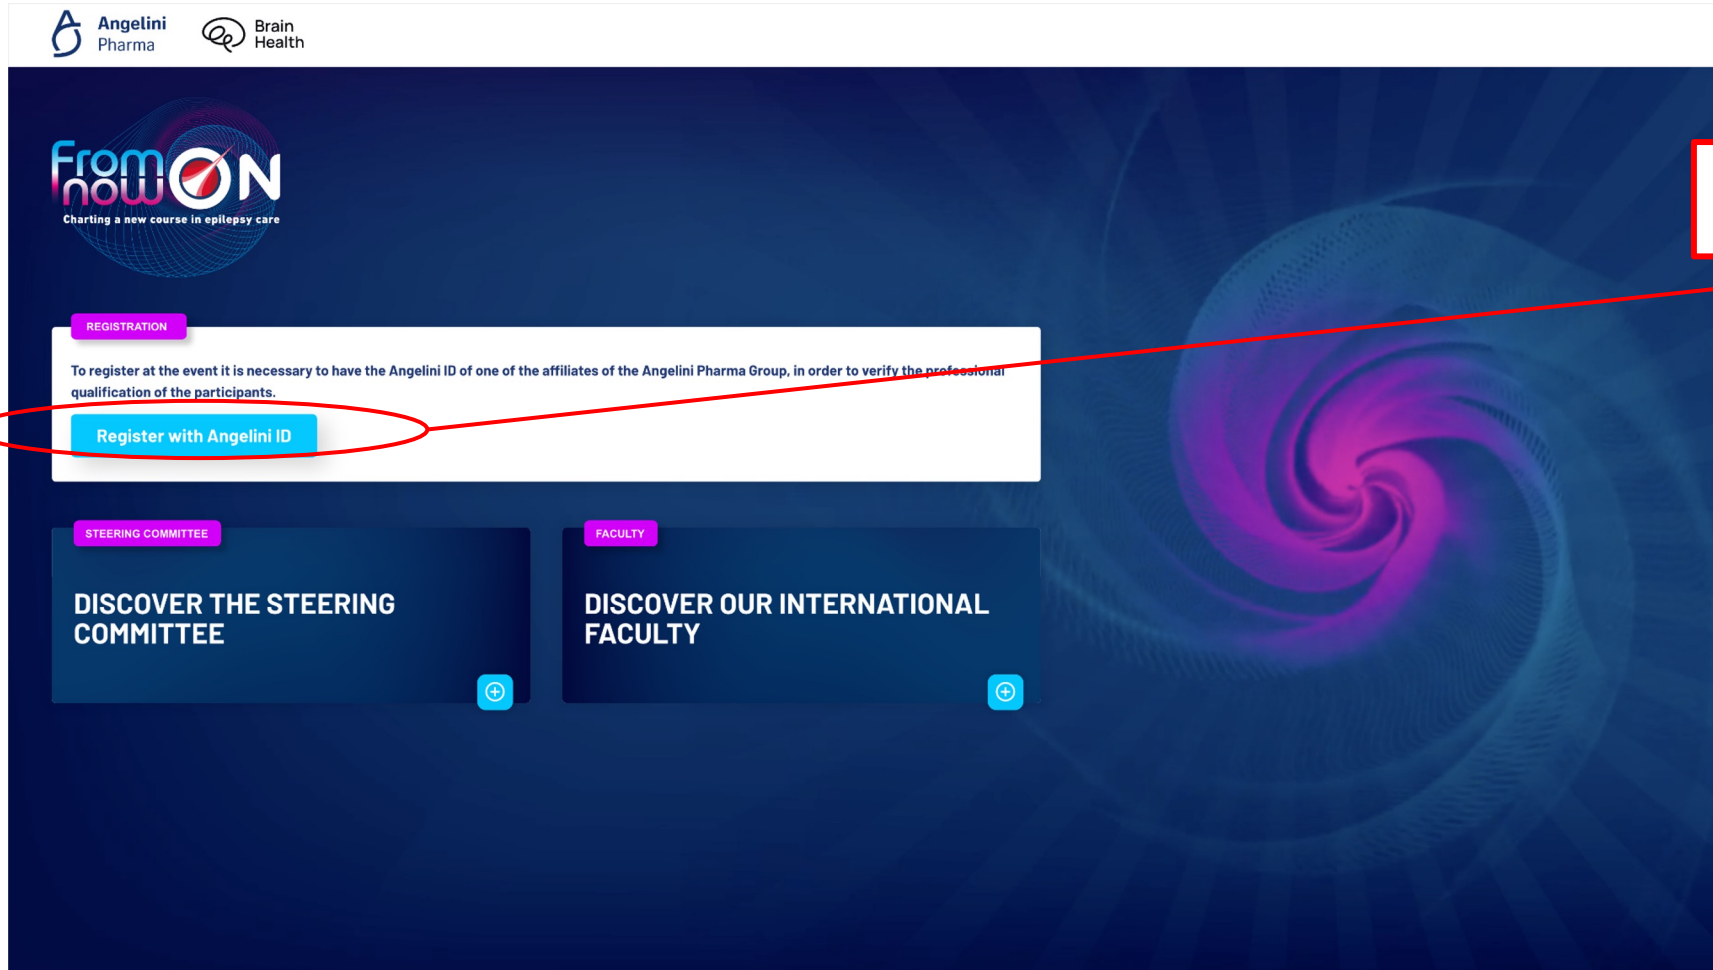 Angelini
Pharma
Brain
Health
From
now ON
Charting a new course in epilepsy care
REGISTRATION
To register at the event it is necessary to have the Angelini ID of one of the affiliates of the Angelini Pharma Group, in order to verify the professional
qualification of the participants.
Register with Angelini ID
STEERING COMMITTEE
DISCOVER THE STEERING
COMMITTEE
FACULTY
DISCOVER OUR INTERNATIONAL
FACULTY